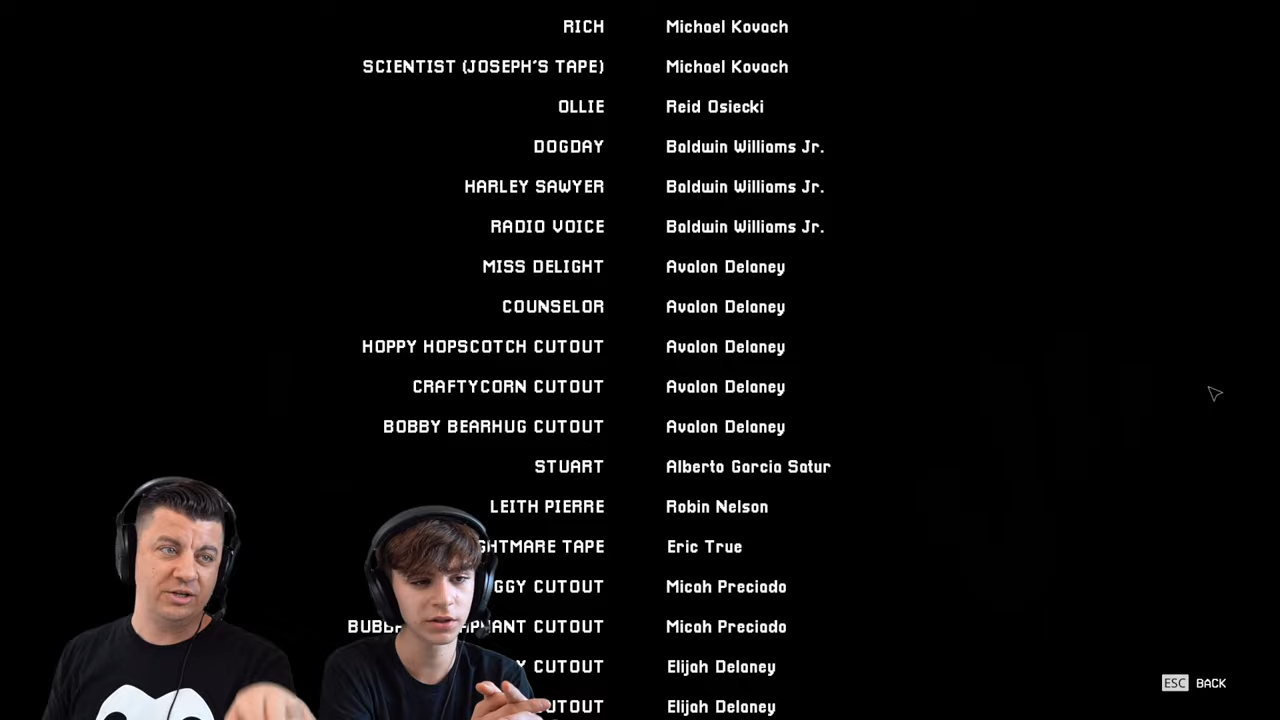 RICH Michael Kovach
SCIENTIST (JOSEPH'S TAPE) Michael Kovach
OLLIE Reid Osiecki
DOGDAY Baldwin Williams Jr.
HARLEY SAWYER Baldwin Williams Jr.
RADIO VOICE Baldwin Williams Jr.
MISS DELIGHT Avalon Delaney
COUNSELOR Avalon Delaney
HOPPY HOPSCOTCH CUTOUT Avalon Delaney
CRAFTYCORN CUTOUT Avalon Delaney
BOBBY BEARHUG CUTOUT Avalon Delaney
STUART Alberto Garcia Satur
LEITH PIERRE Robin Nelson
TAPE Eric True
CUTOUT Micah Preciado
CUTOUT Micah Preciado
CUTOUT Elijah Delaney
Elijah Delaney
ESC BACK